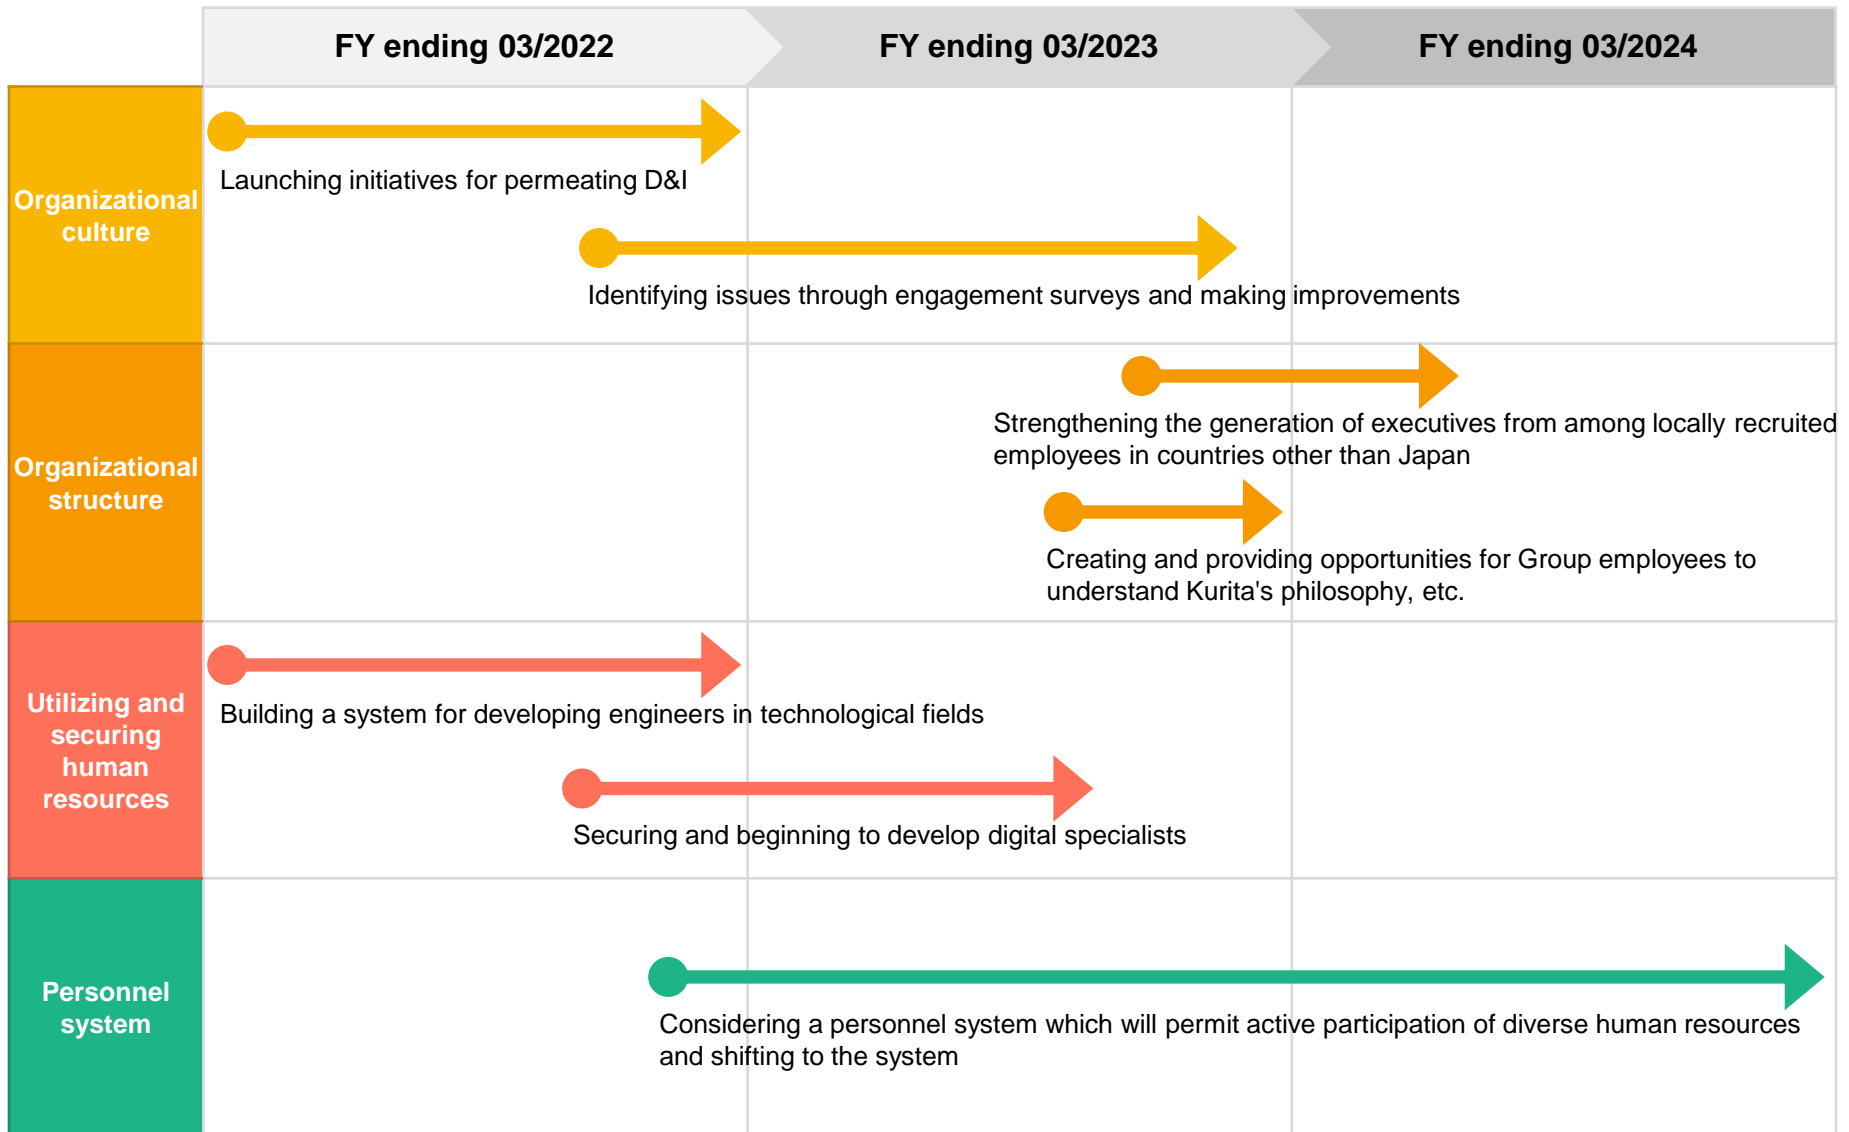 FY ending 03/2022
FY ending 03/2023
FY ending 03/2024
Organizational
culture
Launching initiatives for permeating D&I
Identifying issues through engagement surveys and making improvements
Organizational
structure
Strengthening the generation of executives from among locally recruited
employees in countries other than Japan
Creating and providing opportunities for Group employees to
understand Kurita's philosophy, etc.
Utilizing and
securing
human
resources
Building a system for developing engineers in technological fields
Securing and beginning to develop digital specialists
Personnel
system
Considering a personnel system which will permit active participation of diverse human resources
and shifting to the system